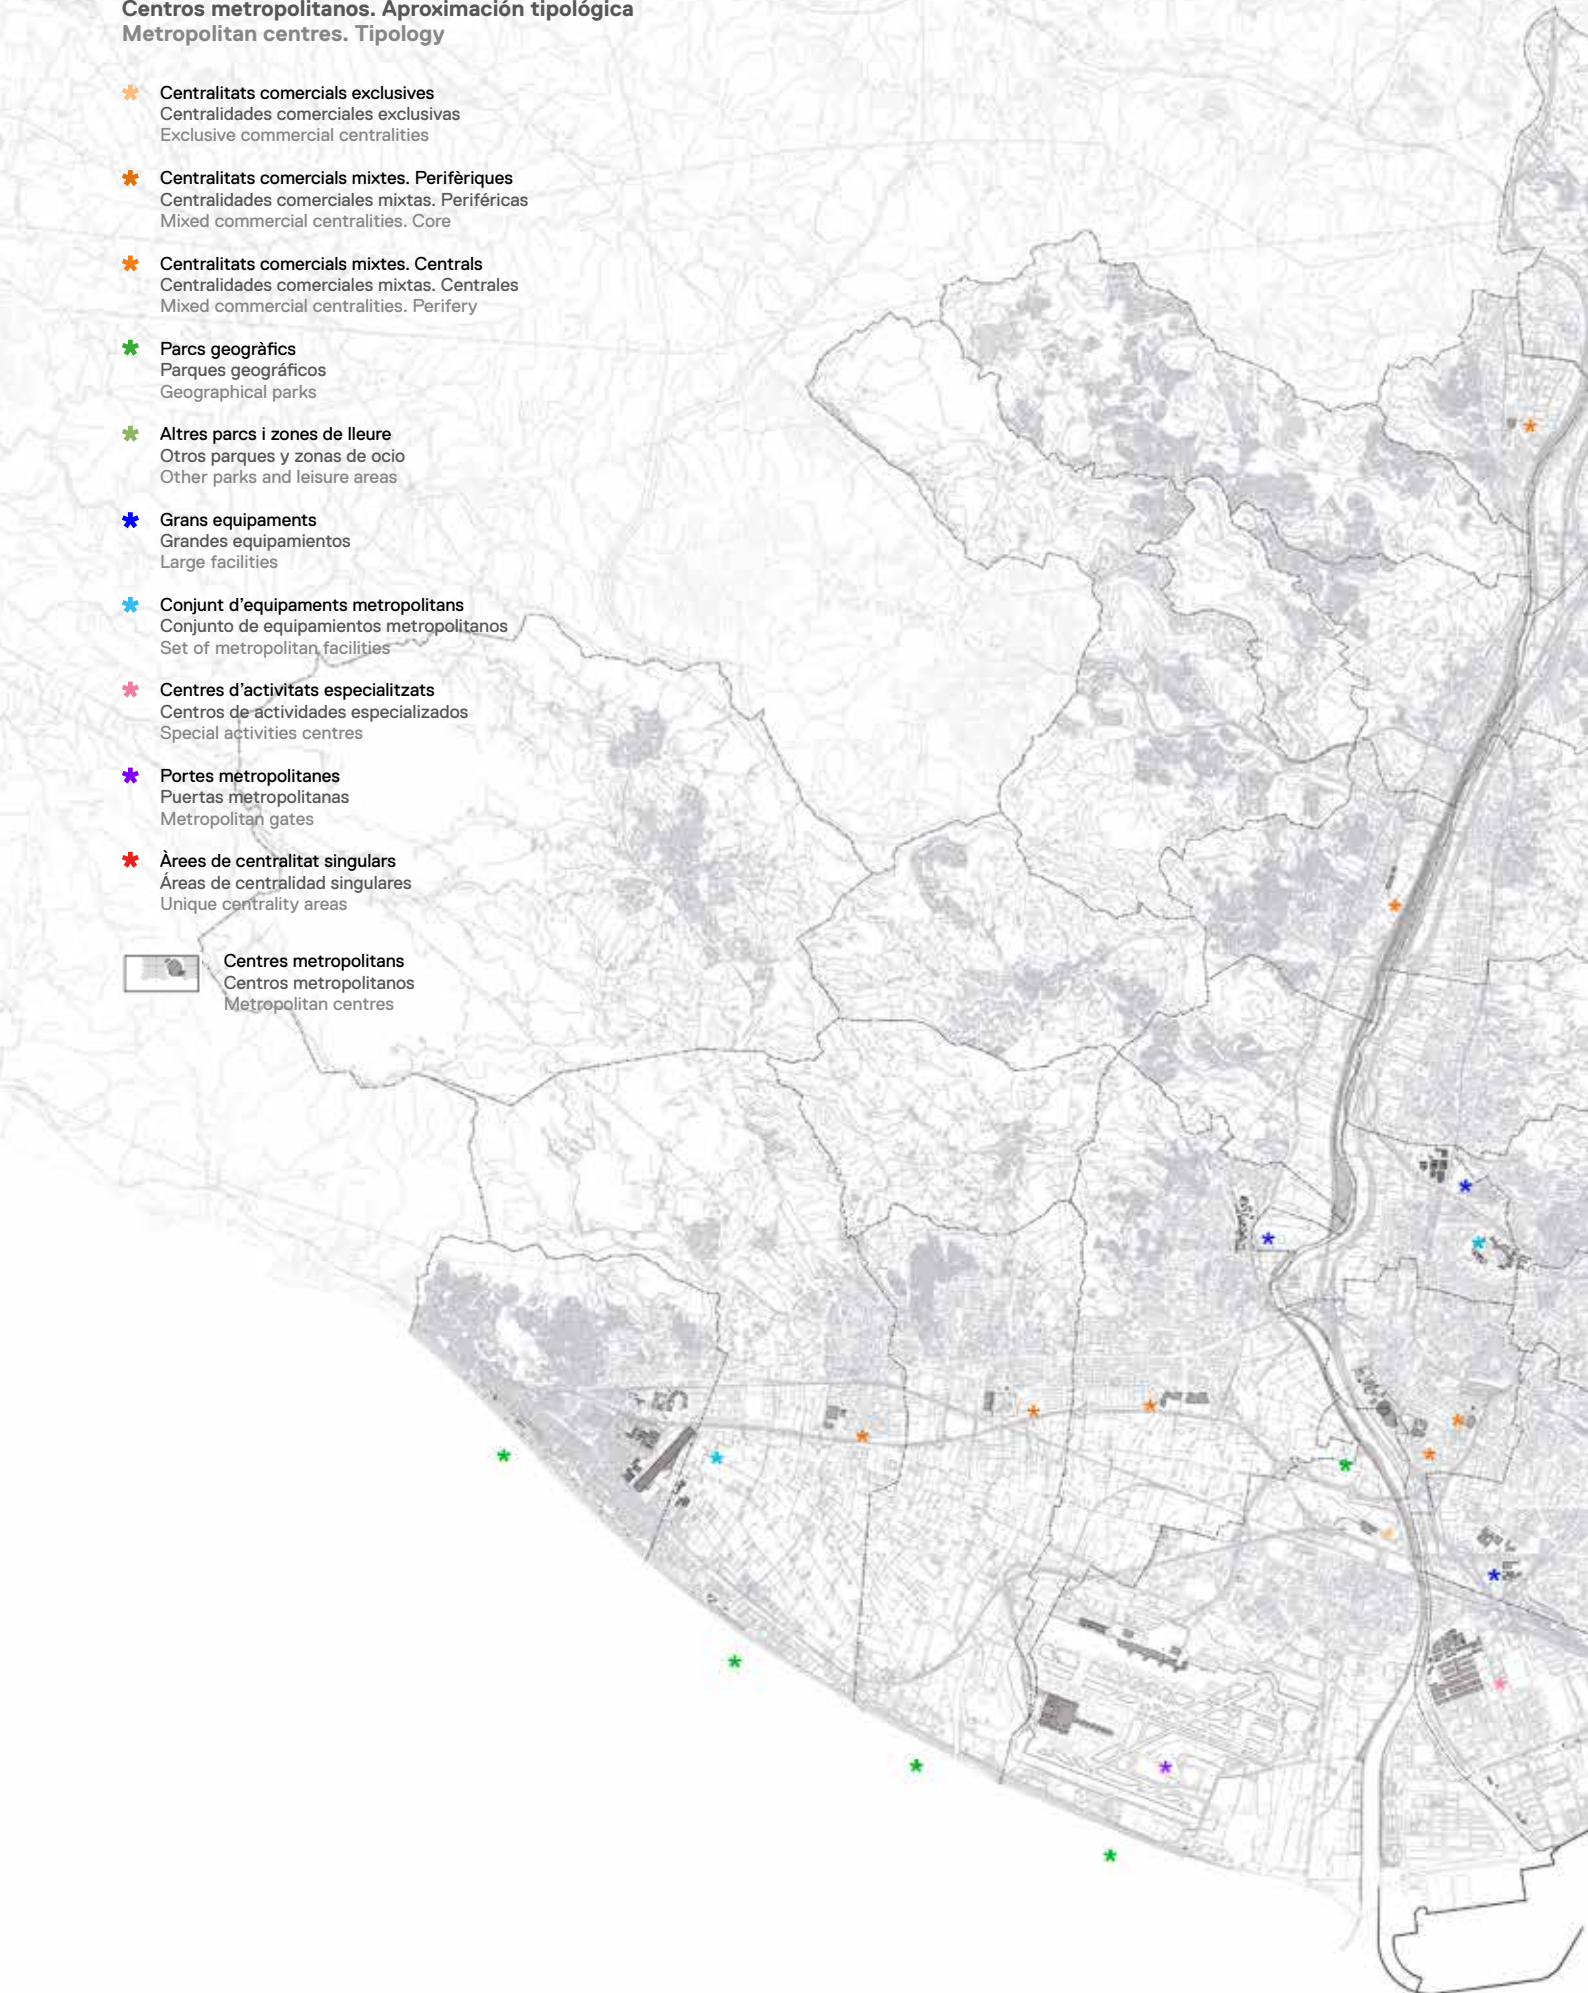 Centros metropolitanos. Aproximación tipológica
Metropolitan centres. Tipology
Centralitats comercials exclusives
Centralidades comerciales exclusivas
Exclusive commercial centralities
Centralitats comercials mixtes. Perifèriques
Centralidades comerciales mixtas. Periféricas
Mixed commercial centralities. Core
Centralitats comercials mixtes. Centrals
Centralidades comerciales mixtas. Centrales
Mixed commercial centralities. Perifery
Parcs geogràfics
Parques geográficos
Geographical parks
Altres parcs i zones de lleure
Otros parques y zonas de ocio
Other parks and leisure areas
Grans equipaments
Grandes equipamientos
Large facilities
Conjunt d’equipaments metropolitans
Conjunto de equipamientos metropolitanos
Set of metropolitan facilities
Centres d’activitats especialitzats
Centros de actividades especializados
Special activities centres
Portes metropolitanes
Puertas metropolitanas
Metropolitan gates
Àrees de centralitat singulars
Áreas de centralidad singulares
Unique centrality areas
Centres metropolitans
Centros metropolitanos
Metropolitan centres